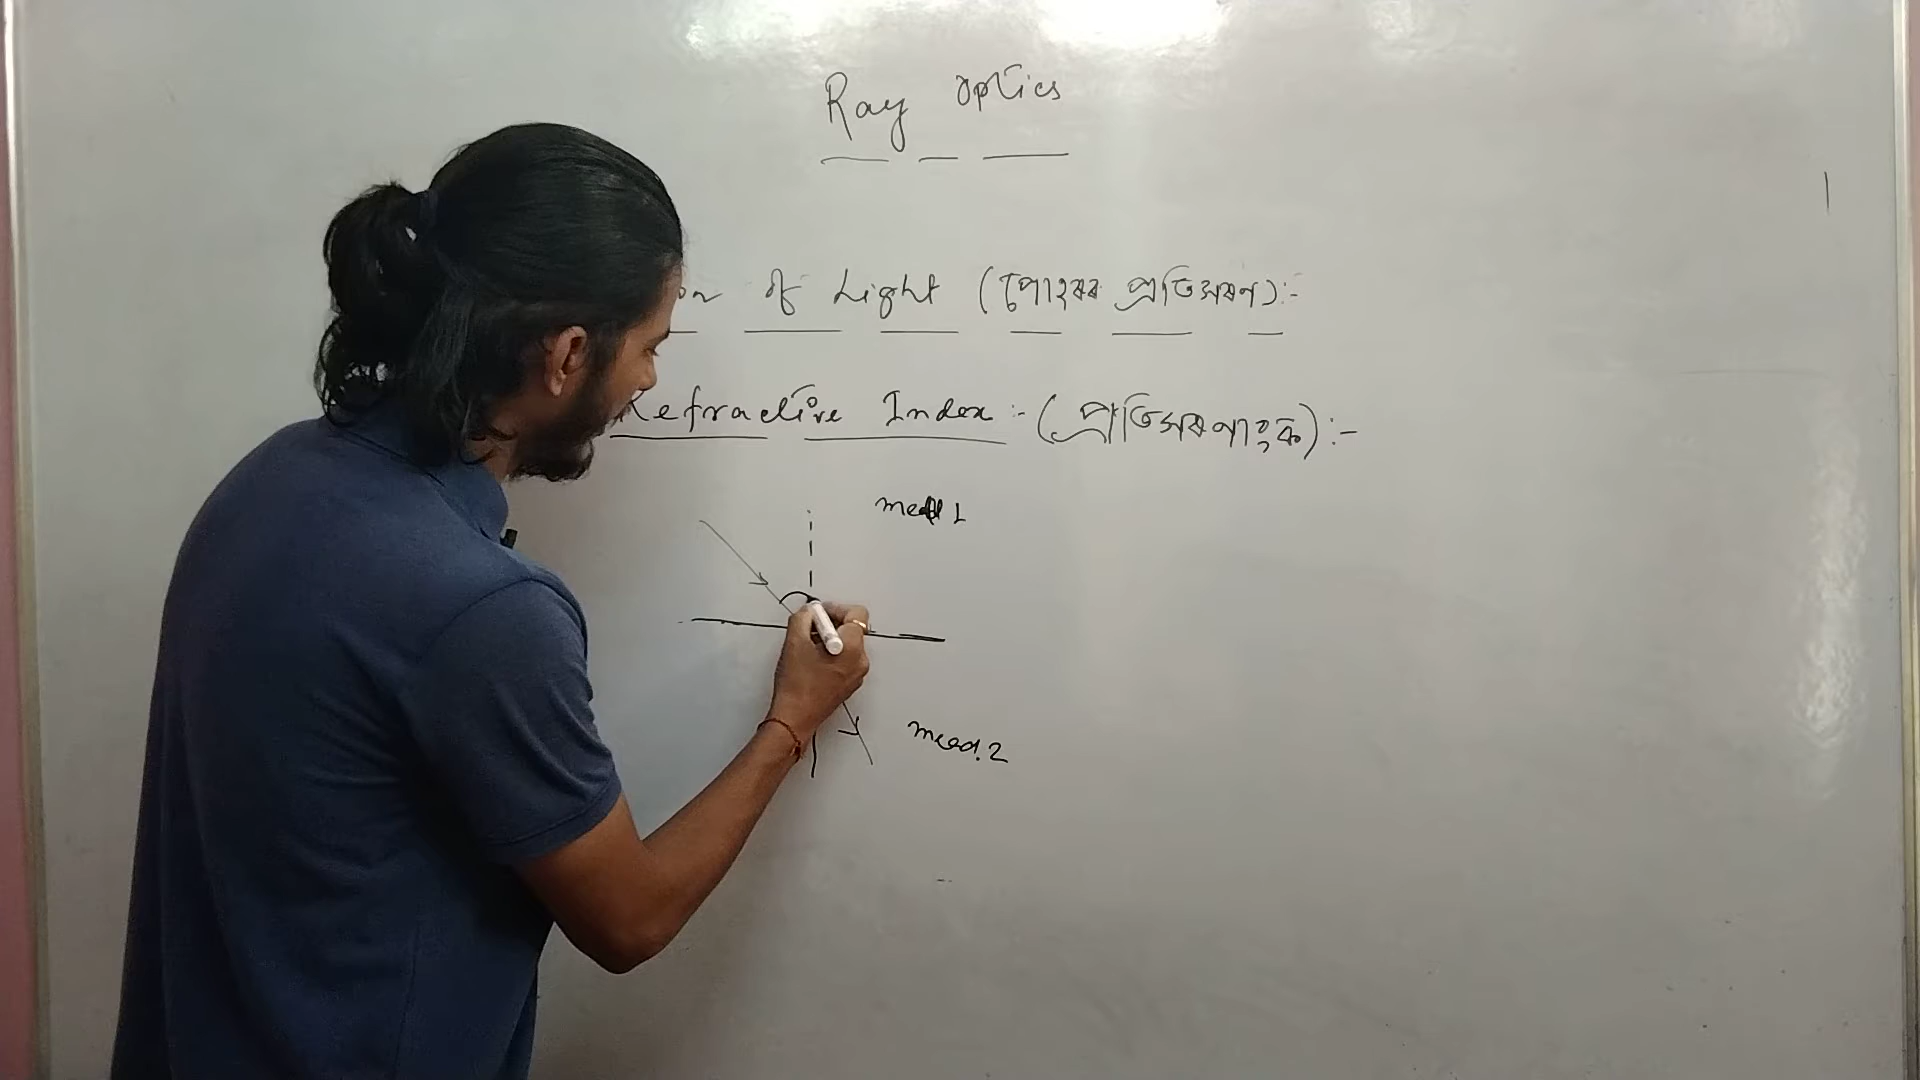 Ray optics
of Light (পোহৰৰ প্ৰতিসৰণ):-
Refractive Index :- (প্ৰতিসৰণাংক):-
med 1
med.2